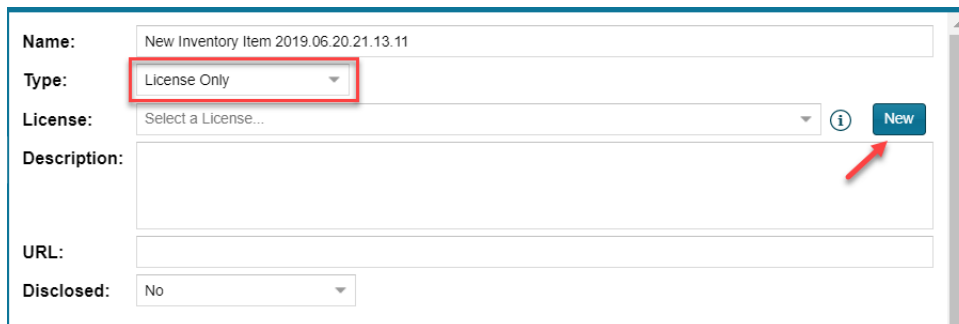 Name: New Inventory Item 2019.06.20.21.13.11
Type: License Only
License: Select a License... i New
Description:
URL:
Disclosed: No